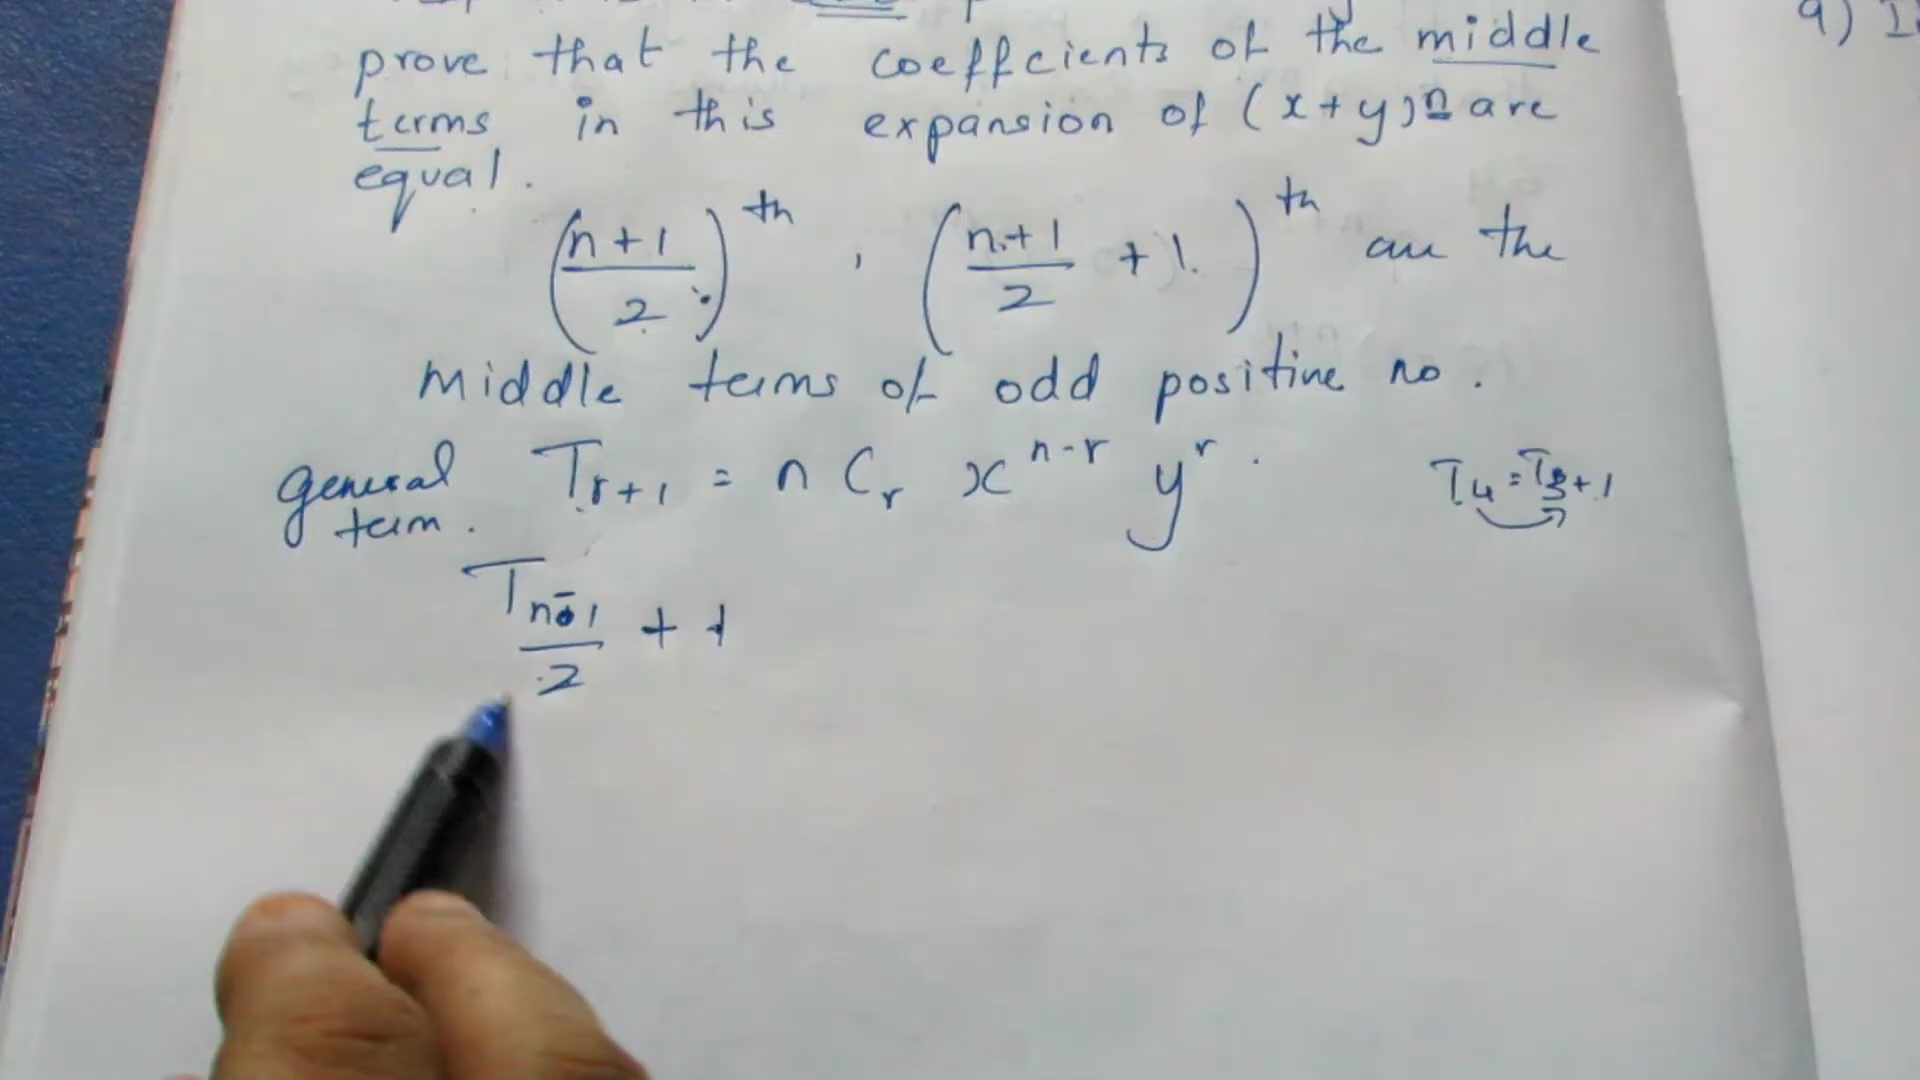 prove that the coeffcients of the middle
terms in this expansion of (x+y)n are
equal.
(n+1/2)th , (n+1/2 + 1)th are the
middle terms of odd positive no.
general term. Tr+1 = n Cr x^n-r y^r. T4 = T3+1
T n-1/2 + 1
9)